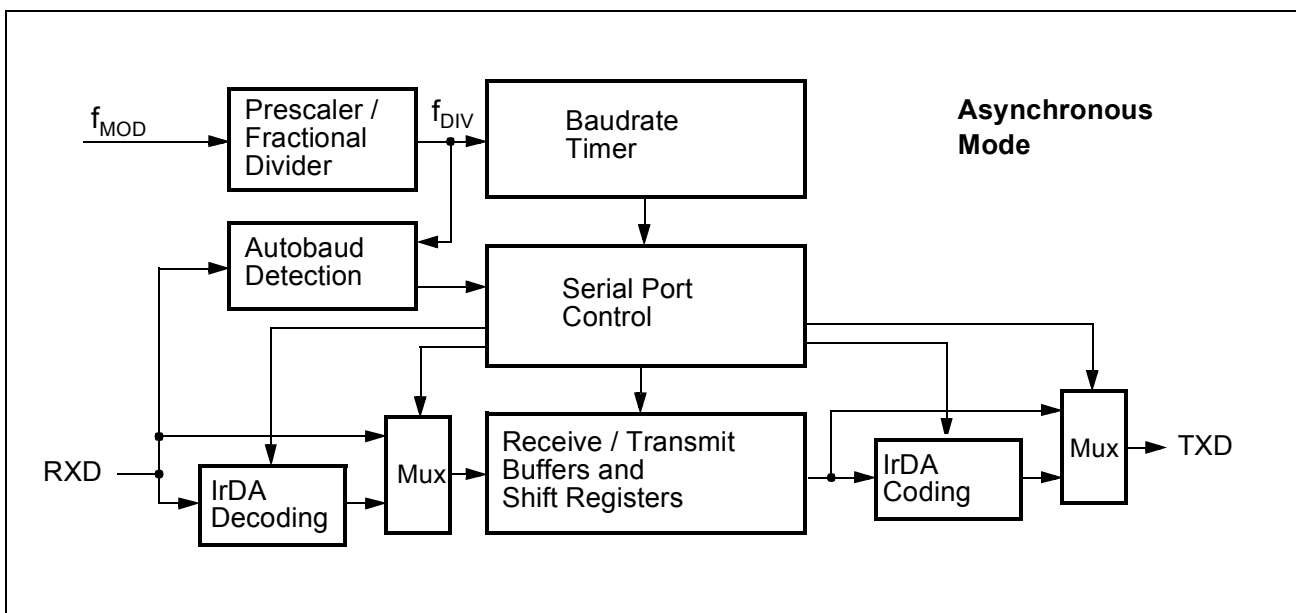 f_MOD
Prescaler /
Fractional
Divider
f_DIV
Baudrate
Timer
Asynchronous
Mode
Autobaud
Detection
Serial Port
Control
RXD
IrDA
Decoding
Mux
Receive / Transmit
Buffers and
Shift Registers
IrDA
Coding
Mux
TXD